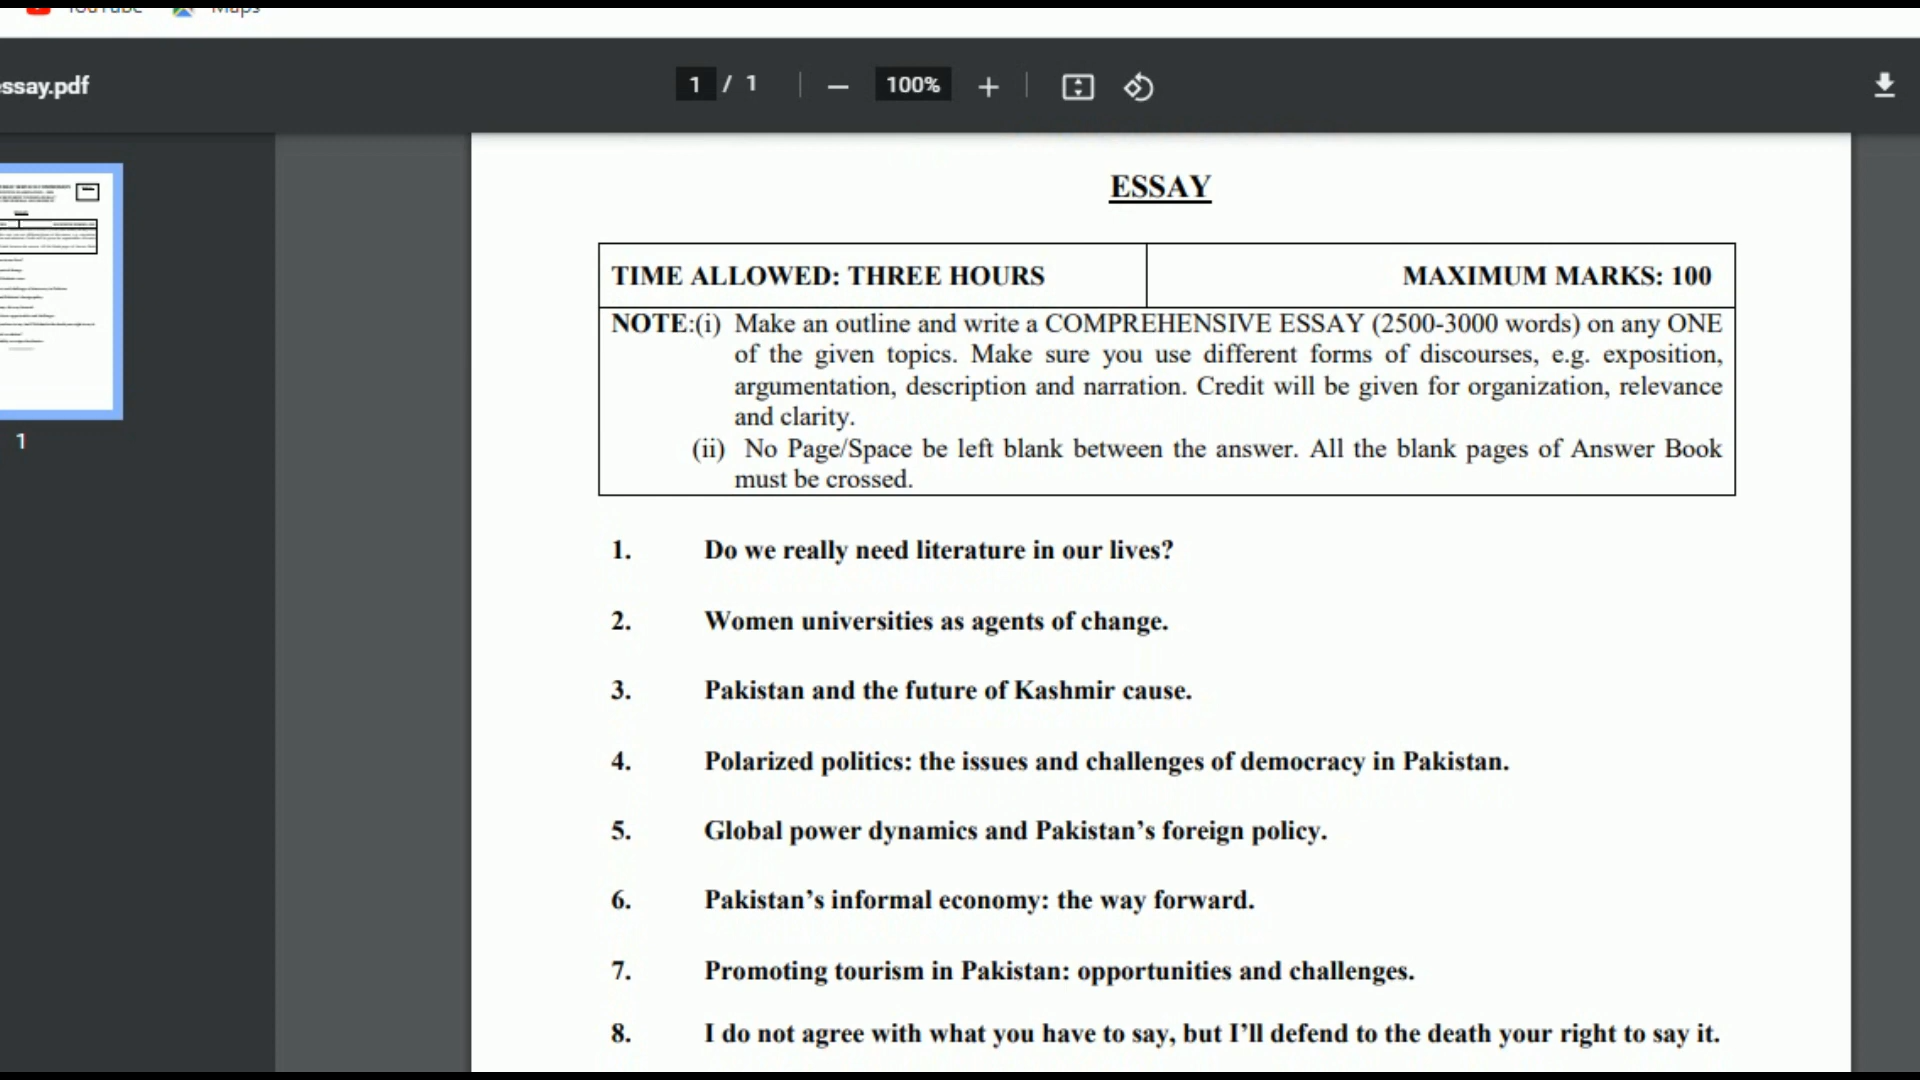 YouTube Maps
ssay.pdf
1 / 1
100%
1
ESSAY
TIME ALLOWED: THREE HOURS
MAXIMUM MARKS: 100
NOTE:(i) Make an outline and write a COMPREHENSIVE ESSAY (2500-3000 words) on any ONE
of the given topics. Make sure you use different forms of discourses, e.g. exposition,
argumentation, description and narration. Credit will be given for organization, relevance
and clarity.
(ii) No Page/Space be left blank between the answer. All the blank pages of Answer Book
must be crossed.
1. Do we really need literature in our lives?
2. Women universities as agents of change.
3. Pakistan and the future of Kashmir cause.
4. Polarized politics: the issues and challenges of democracy in Pakistan.
5. Global power dynamics and Pakistan’s foreign policy.
6. Pakistan’s informal economy: the way forward.
7. Promoting tourism in Pakistan: opportunities and challenges.
8. I do not agree with what you have to say, but I’ll defend to the death your right to say it.